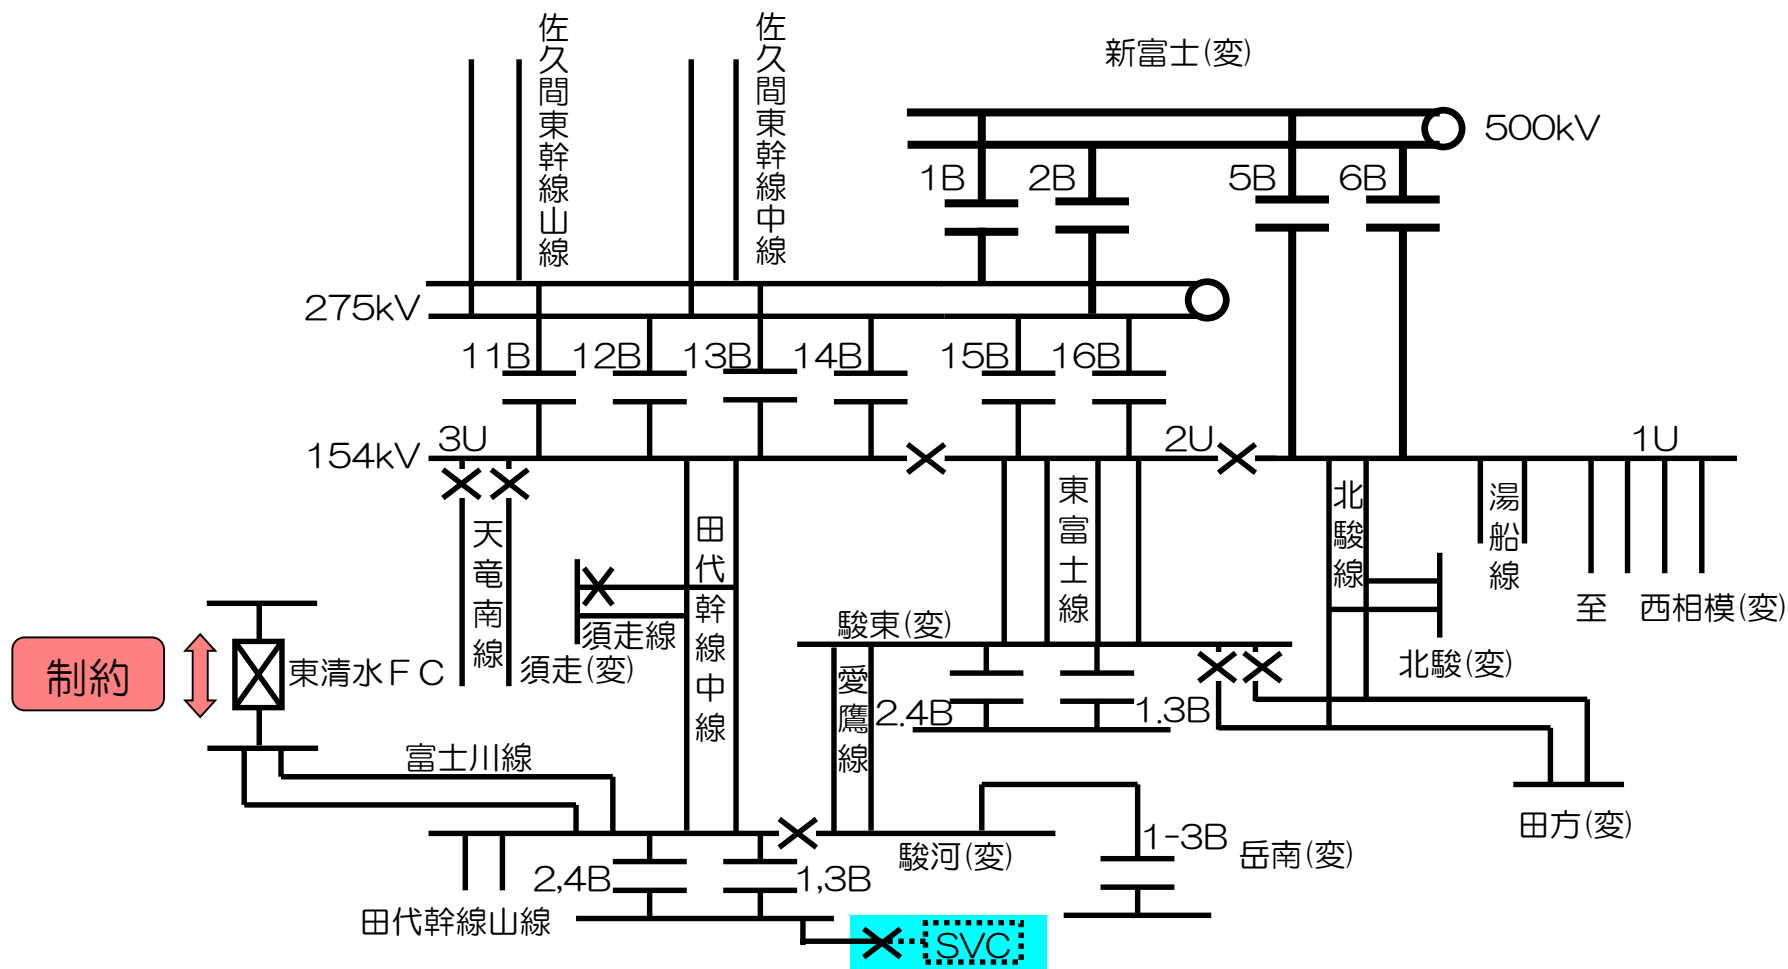 佐久間東幹線山線
佐久間東幹線中線
新富士(変)
500kV
1B
2B
5B
6B
275kV
11B
12B
13B
14B
15B
16B
154kV
3U
2U
1U
天竜南線
田代幹線中線
東富士線
北駿線
湯船線
至 西相模(変)
須走線
須走(変)
駿東(変)
北駿(変)
制約
東清水FC
愛鷹線
2.4B
1.3B
富士川線
田方(変)
駿河(変)
1-3B
岳南(変)
2,4B
1,3B
田代幹線山線
SVC